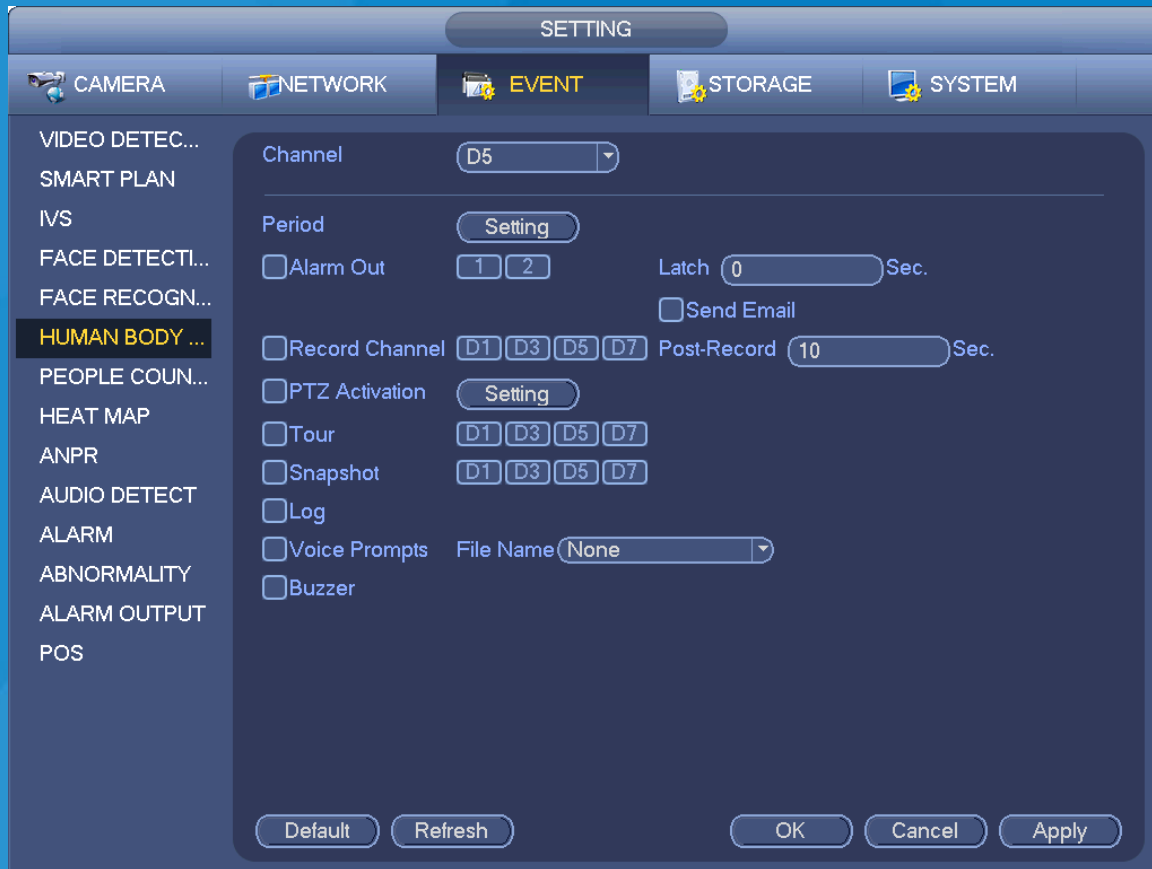 SETTING
CAMERA NETWORK EVENT STORAGE SYSTEM
VIDEO DETEC...
SMART PLAN
IVS
FACE DETECTI...
FACE RECOGN...
HUMAN BODY ...
PEOPLE COUN...
HEAT MAP
ANPR
AUDIO DETECT
ALARM
ABNORMALITY
ALARM OUTPUT
POS
Channel D5
Period Setting
Alarm Out 1 2 Latch 0 Sec.
Send Email
Record Channel D1 D3 D5 D7 Post-Record 10 Sec.
PTZ Activation Setting
Tour D1 D3 D5 D7
Snapshot D1 D3 D5 D7
Log
Voice Prompts File Name None
Buzzer
Default Refresh OK Cancel Apply